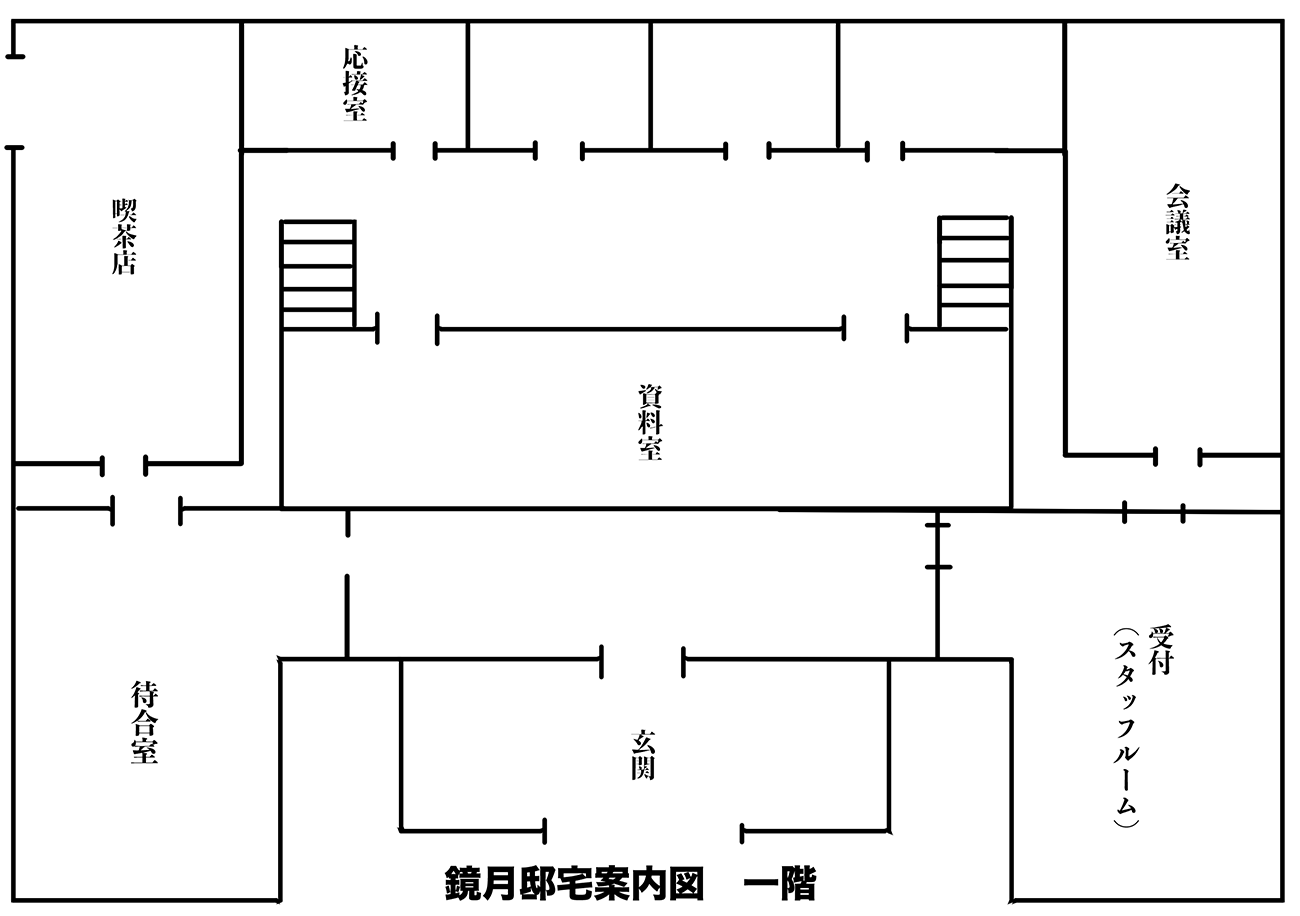 応接室
喫茶店
会議室
資料室
受付
（スタッフルーム）
待合室
玄関
鏡月邸宅案内図　一階